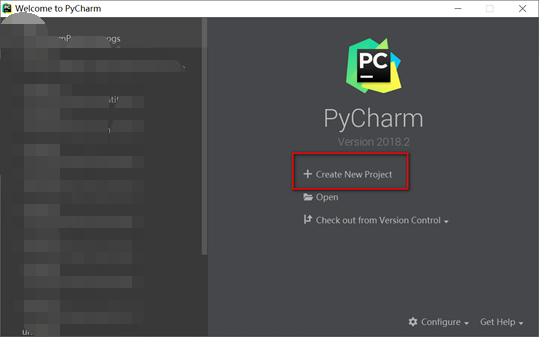 Welcome to PyCharm
PC
PyCharm
Version 2018.2
Create New Project
Open
Check out from Version Control
Configure
Get Help